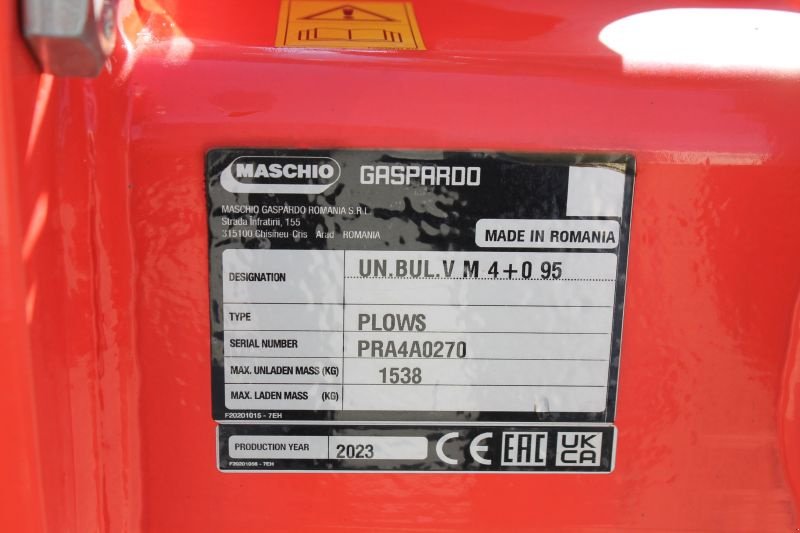 MASCHIO GASPARDO
MASCHIO GASPARDO ROMANIA S.R.L.
Strada Infratirii, 155
315100 Chisineu-Cris Arad ROMANIA
MADE IN ROMANIA
DESIGNATION UN.BUL.V M 4+0 95
TYPE PLOWS
SERIAL NUMBER PRA4A0270
MAX. UNLADEN MASS (KG) 1538
MAX. LADEN MASS (KG)
F20201015 - 7EH
PRODUCTION YEAR 2023 CE EAC UK CA
F20201056 - 7EH